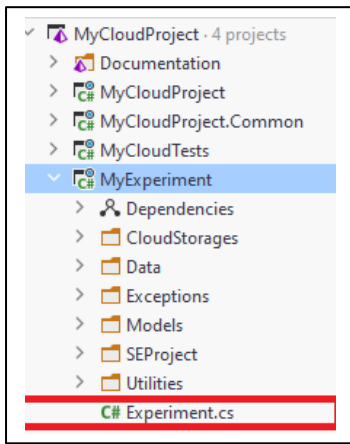 MyCloudProject · 4 projects
Documentation
C# MyCloudProject
C# MyCloudProject.Common
C# MyCloudTests
C# MyExperiment
Dependencies
CloudStorages
Data
Exceptions
Models
SEProject
Utilities
C# Experiment.cs